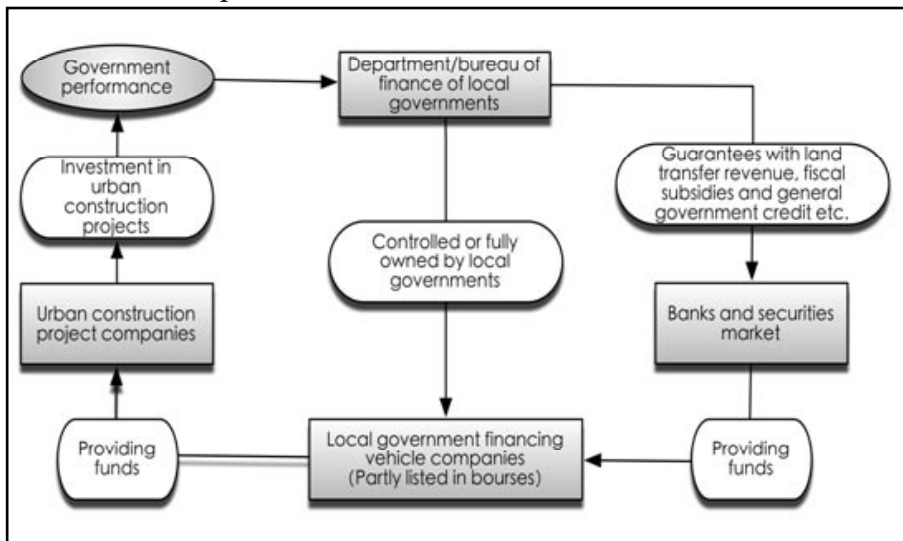 Government
performance
Department/bureau of
finance of local
governments
Investment in
urban
construction
projects
Guarantees with land
transfer revenue, fiscal
subsidies and general
government credit etc.
Controlled or fully
owned by local
governments
Urban construction
project companies
Banks and securities
market
Providing
funds
Local government financing
vehicle companies
(Partly listed in bourses)
Providing
funds